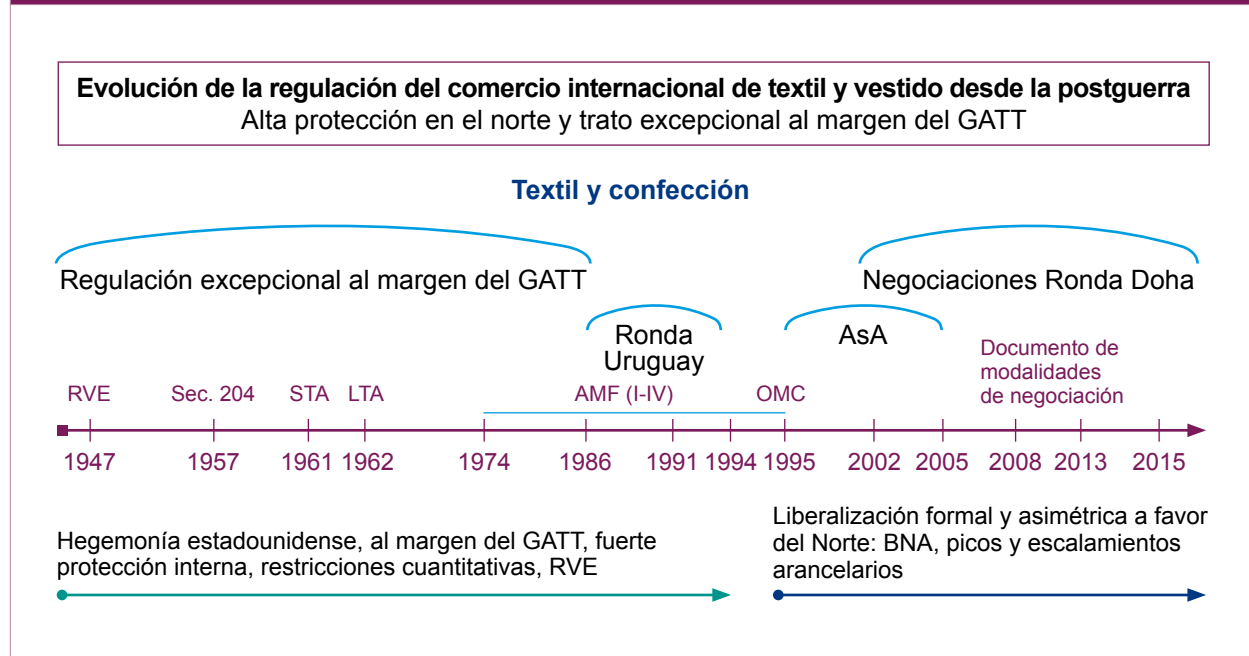 Evolución de la regulación del comercio internacional de textil y vestido desde la postguerra
Alta protección en el norte y trato excepcional al margen del GATT
Textil y confección
Regulación excepcional al margen del GATT
Negociaciones Ronda Doha
Ronda
Uruguay
AsA
Documento de
modalidades
de negociación
RVE
Sec. 204
STA
LTA
AMF (I-IV)
OMC
1947
1957
1961
1962
1974
1986
1991
1994
1995
2002
2005
2008
2013
2015
Hegemonía estadounidense, al margen del GATT, fuerte
protección interna, restricciones cuantitativas, RVE
Liberalización formal y asimétrica a favor
del Norte: BNA, picos y escalamientos
arancelarios